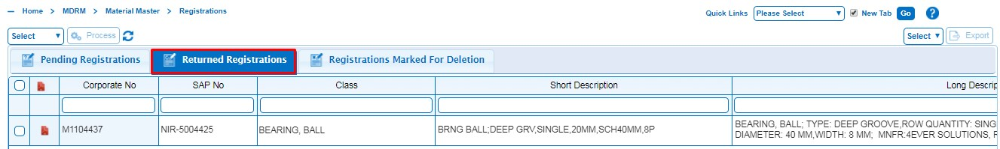 Home > MDRM > Material Master > Registrations
Quick Links Please Select New Tab Go ?
Select Process Select Export
Pending Registrations Returned Registrations Registrations Marked For Deletion
Corporate No SAP No Class Short Description Long Descrip
M1104437 NIR-5004425 BEARING, BALL BRNG BALL;DEEP GRV,SINGLE,20MM,SCH40MM,8P BEARING, BALL; TYPE: DEEP GROOVE,ROW QUANTITY: SING
DIAMETER: 40 MM,WIDTH: 8 MM; MNFR:4EVER SOLUTIONS,